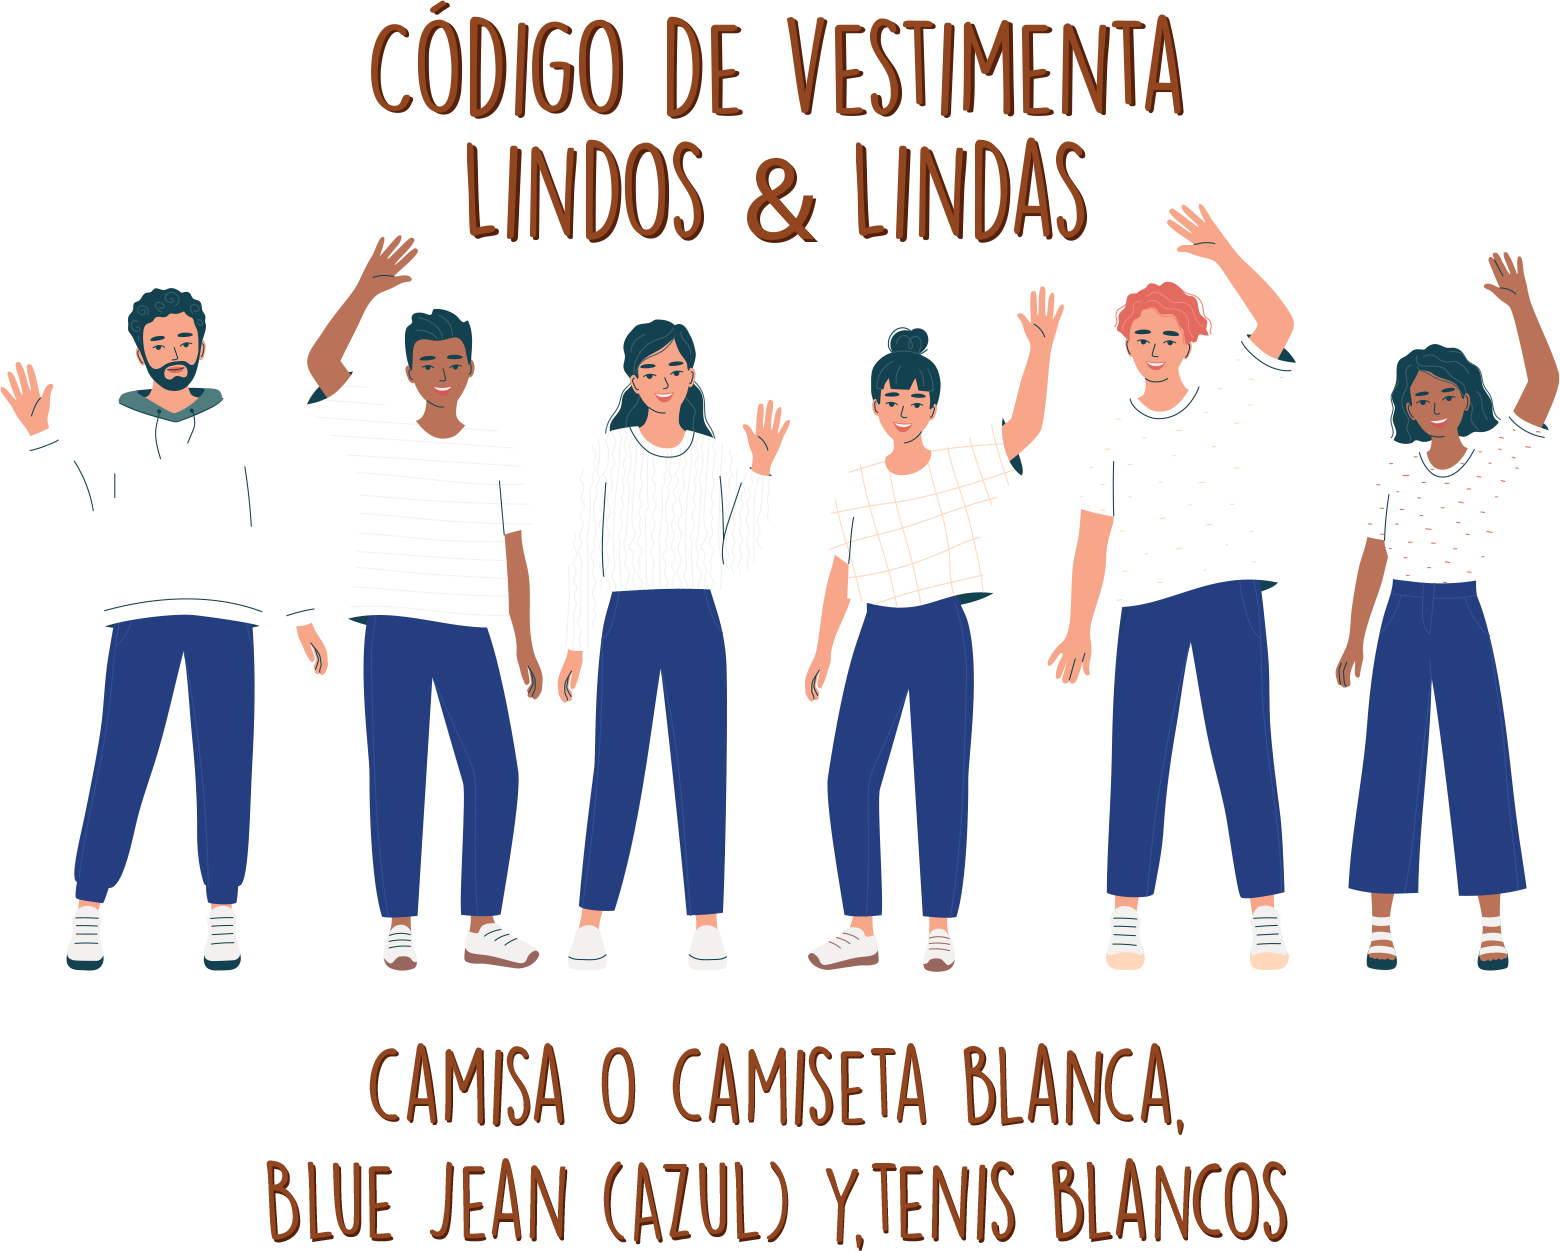 CÓDIGO DE VESTIMENTA
LINDOS & LINDAS
CAMISA O CAMISETA BLANCA,
BLUE JEAN (AZUL) Y,TENIS BLANCOS